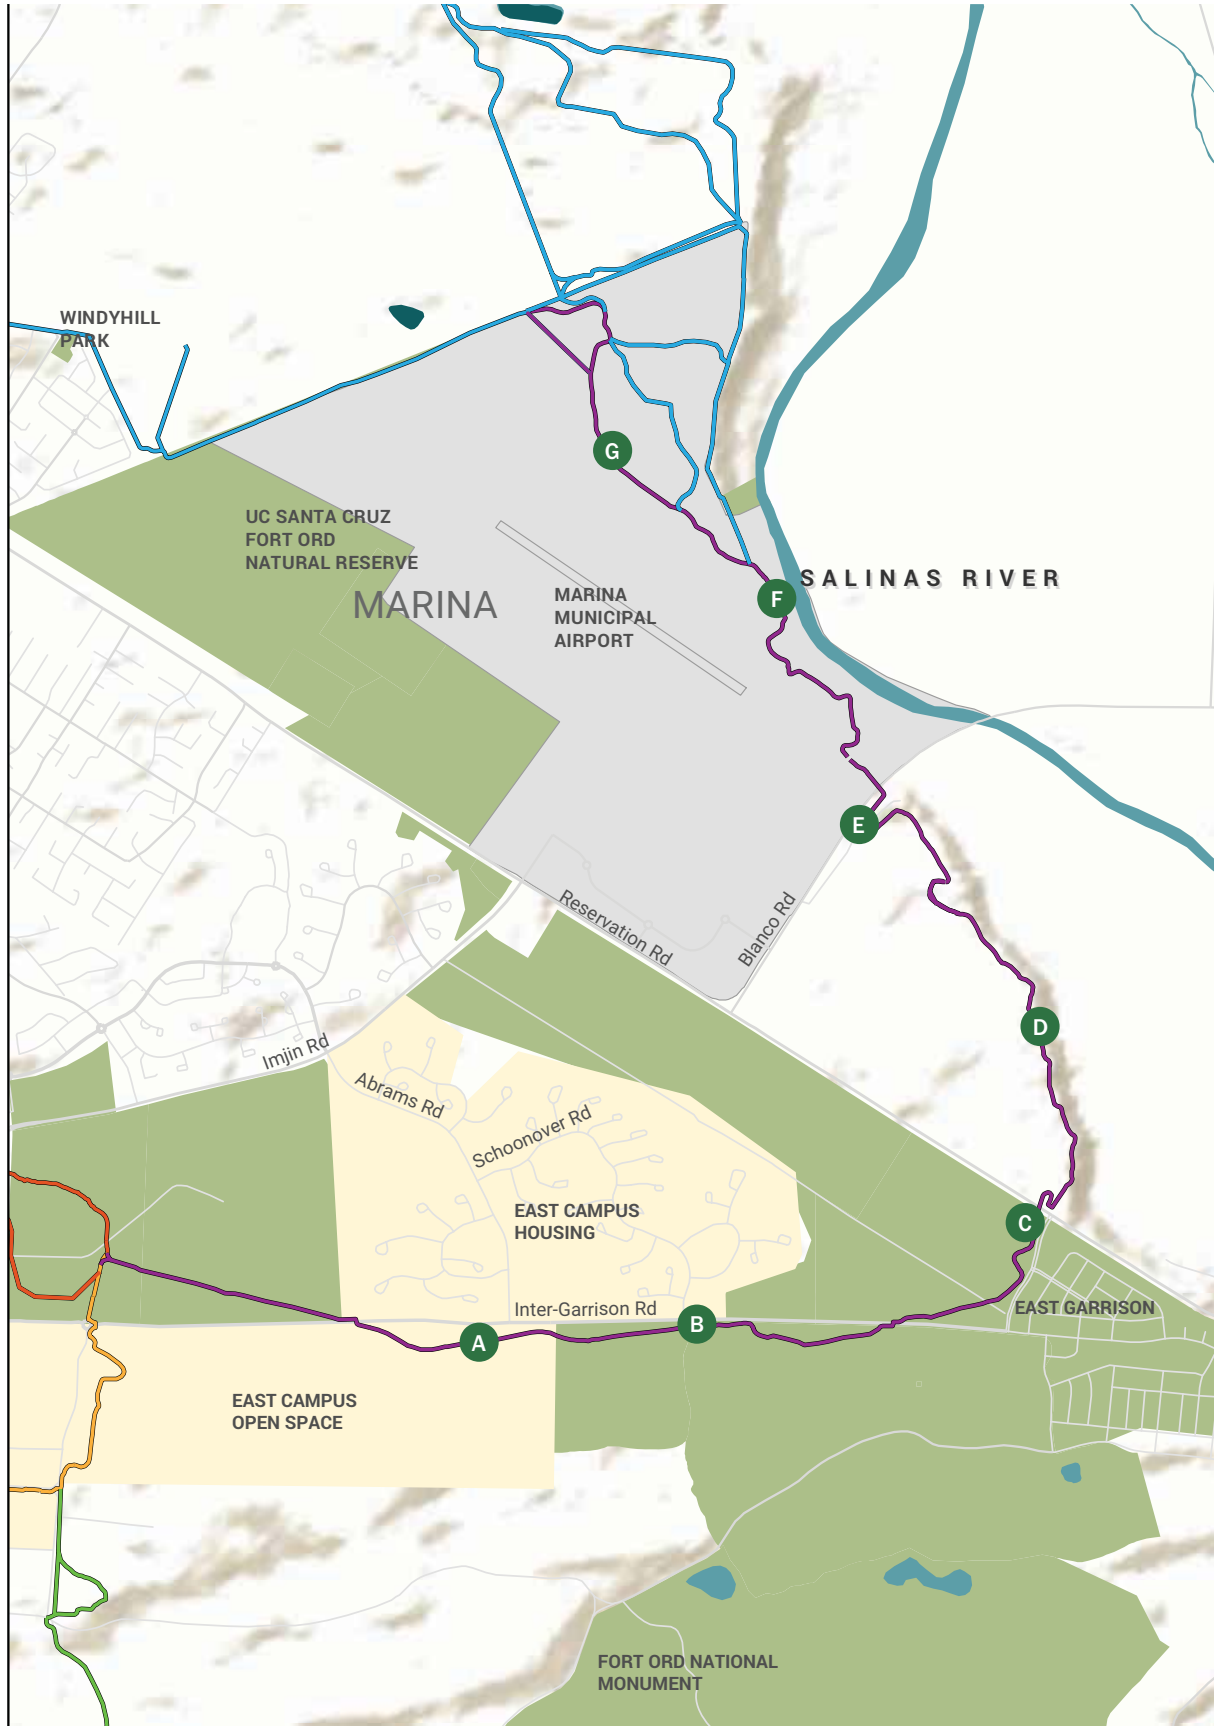 WINDYHILL
PARK
G
UC SANTA CRUZ
FORT ORD
NATURAL RESERVE
MARINA
MARINA
MUNICIPAL
AIRPORT
SALINAS RIVER
F
E
Reservation Rd
Blanco Rd
D
Imjin Rd
Abrams Rd
Schoonover Rd
EAST CAMPUS
HOUSING
C
Inter-Garrison Rd
EAST GARRISON
A
B
EAST CAMPUS
OPEN SPACE
FORT ORD NATIONAL
MONUMENT